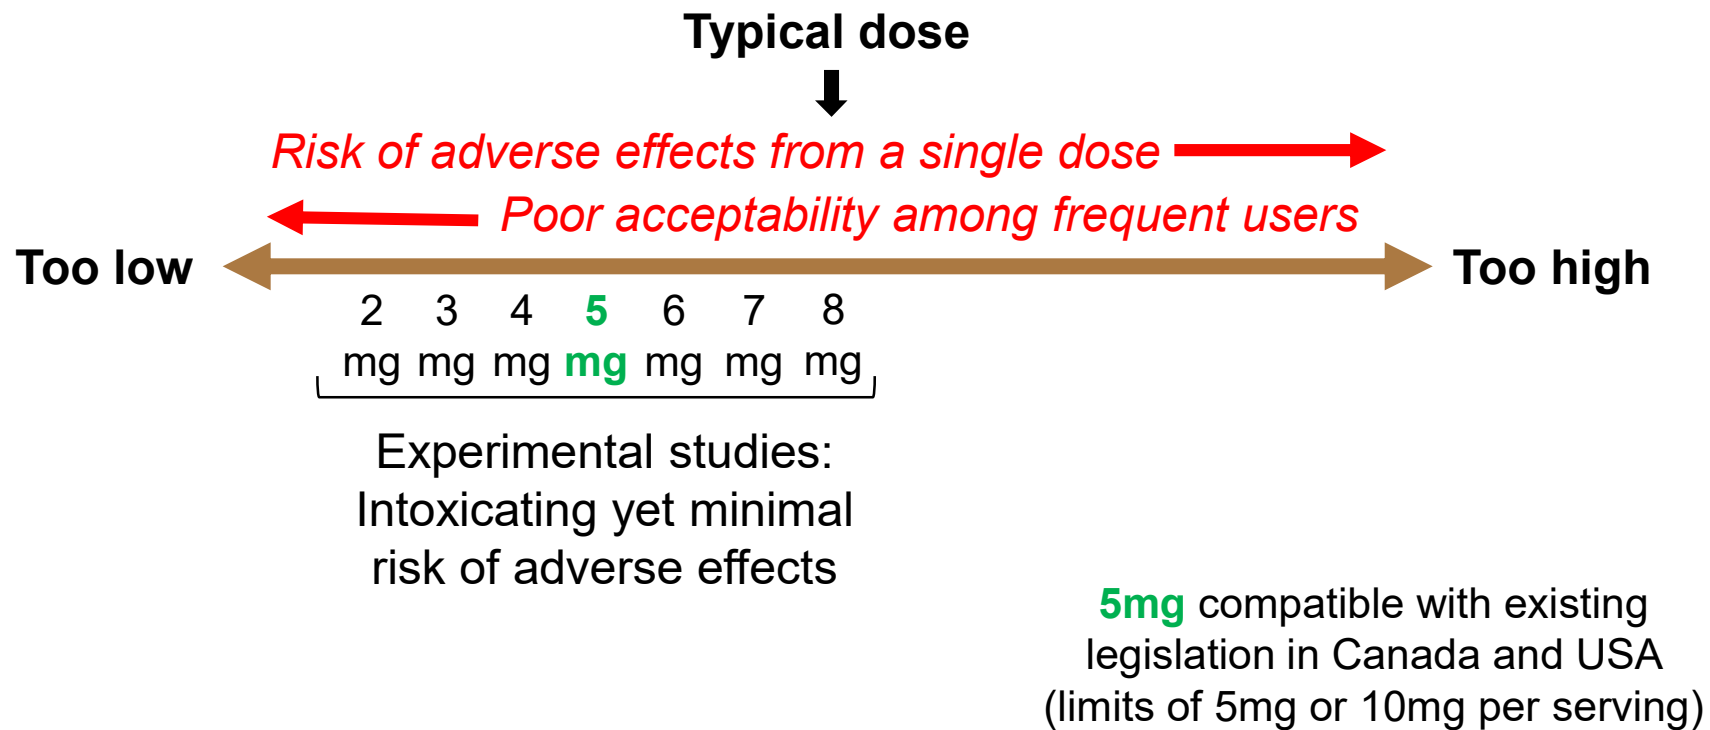 Typical dose
Risk of adverse effects from a single dose
Poor acceptability among frequent users
Too low
Too high
2 3 4 5 6 7 8
mg mg mg mg mg mg mg
Experimental studies:
Intoxicating yet minimal
risk of adverse effects
5mg compatible with existing
legislation in Canada and USA
(limits of 5mg or 10mg per serving)